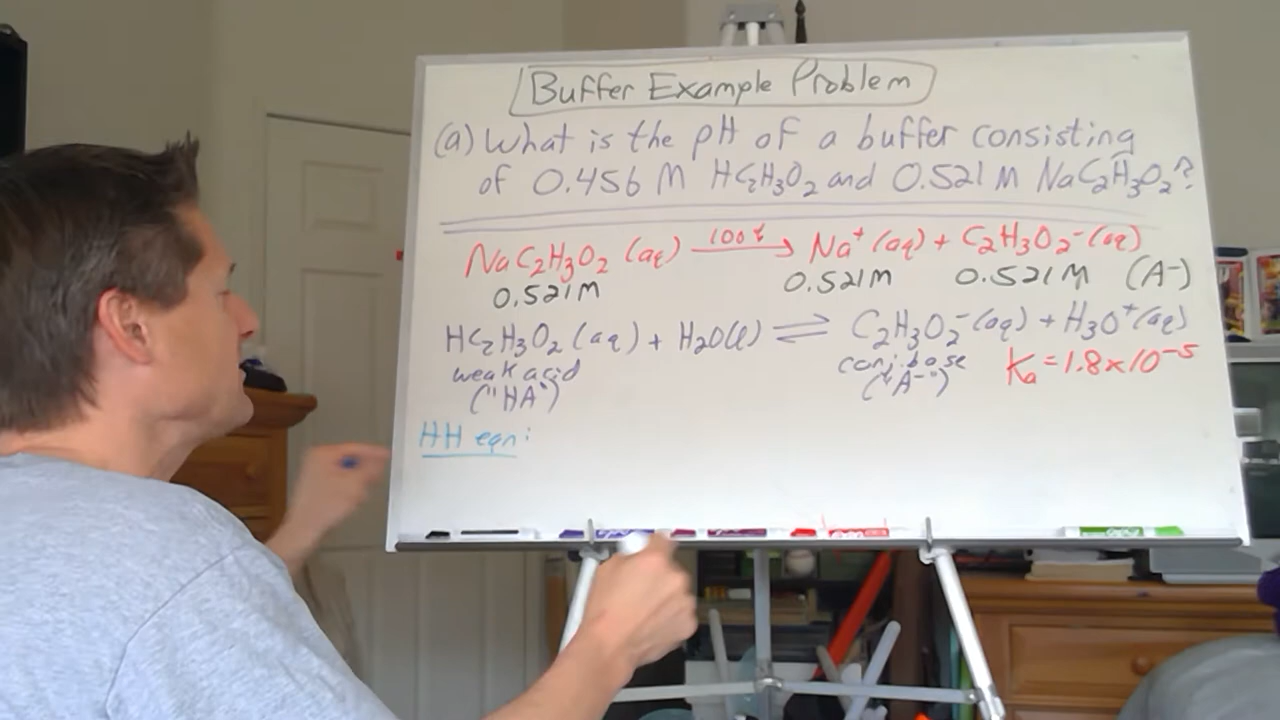 Buffer Example Problem
(a) What is the pH of a buffer consisting
of 0.456 M HC₂H₃O₂ and 0.521 M NaC₂H₃O₂?
NaC₂H₃O₂ (aq) 100% → Na⁺ (aq) + C₂H₃O₂⁻ (aq)
0.521M 0.521M 0.521M (A⁻)
HC₂H₃O₂ (aq) + H₂O(l) ⇌ C₂H₃O₂⁻ (aq) + H₃O⁺ (aq)
weak acid conj. base Ka = 1.8 x 10⁻⁵
("HA") ("A⁻")
HH eqn: